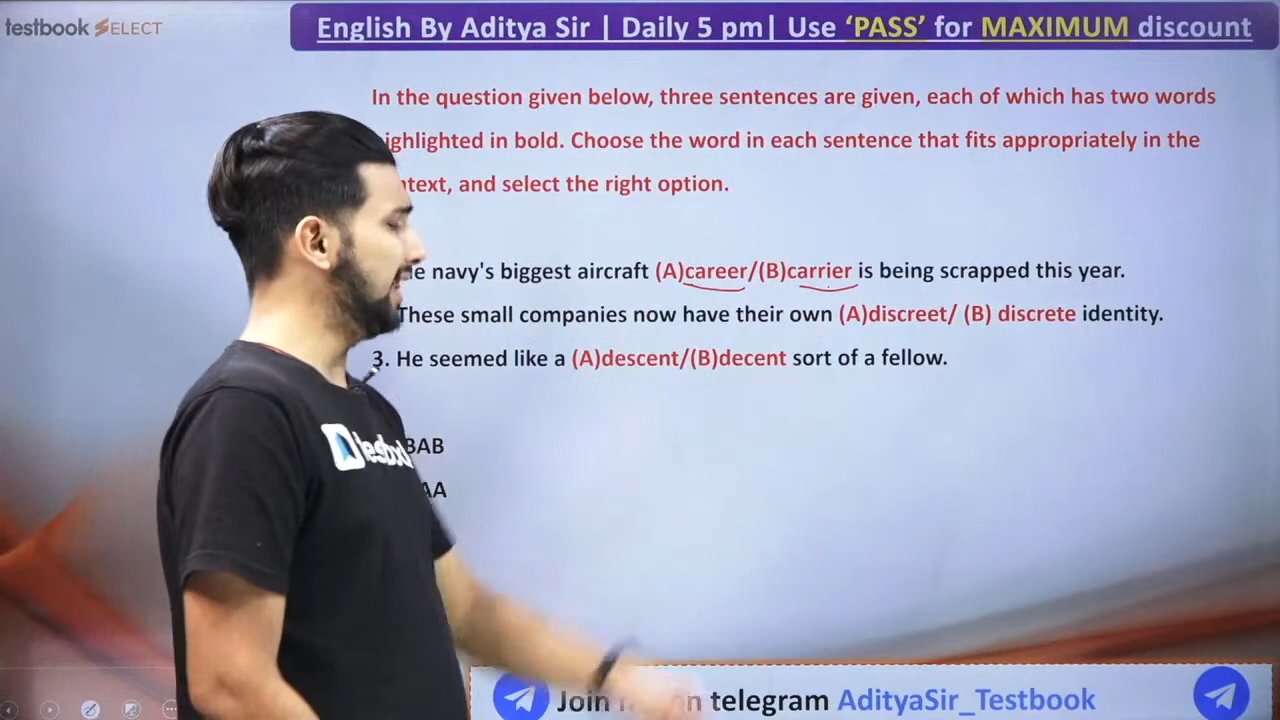 testbook SELECT
English By Aditya Sir | Daily 5 pm| Use ‘PASS’ for MAXIMUM discount
In the question given below, three sentences are given, each of which has two words
highlighted in bold. Choose the word in each sentence that fits appropriately in the
context, and select the right option.
navy's biggest aircraft (A)career/(B)carrier is being scrapped this year.
These small companies now have their own (A)discreet/ (B) discrete identity.
3. He seemed like a (A)descent/(B)decent sort of a fellow.
BAB
AA
Join on telegram AdityaSir_Testbook